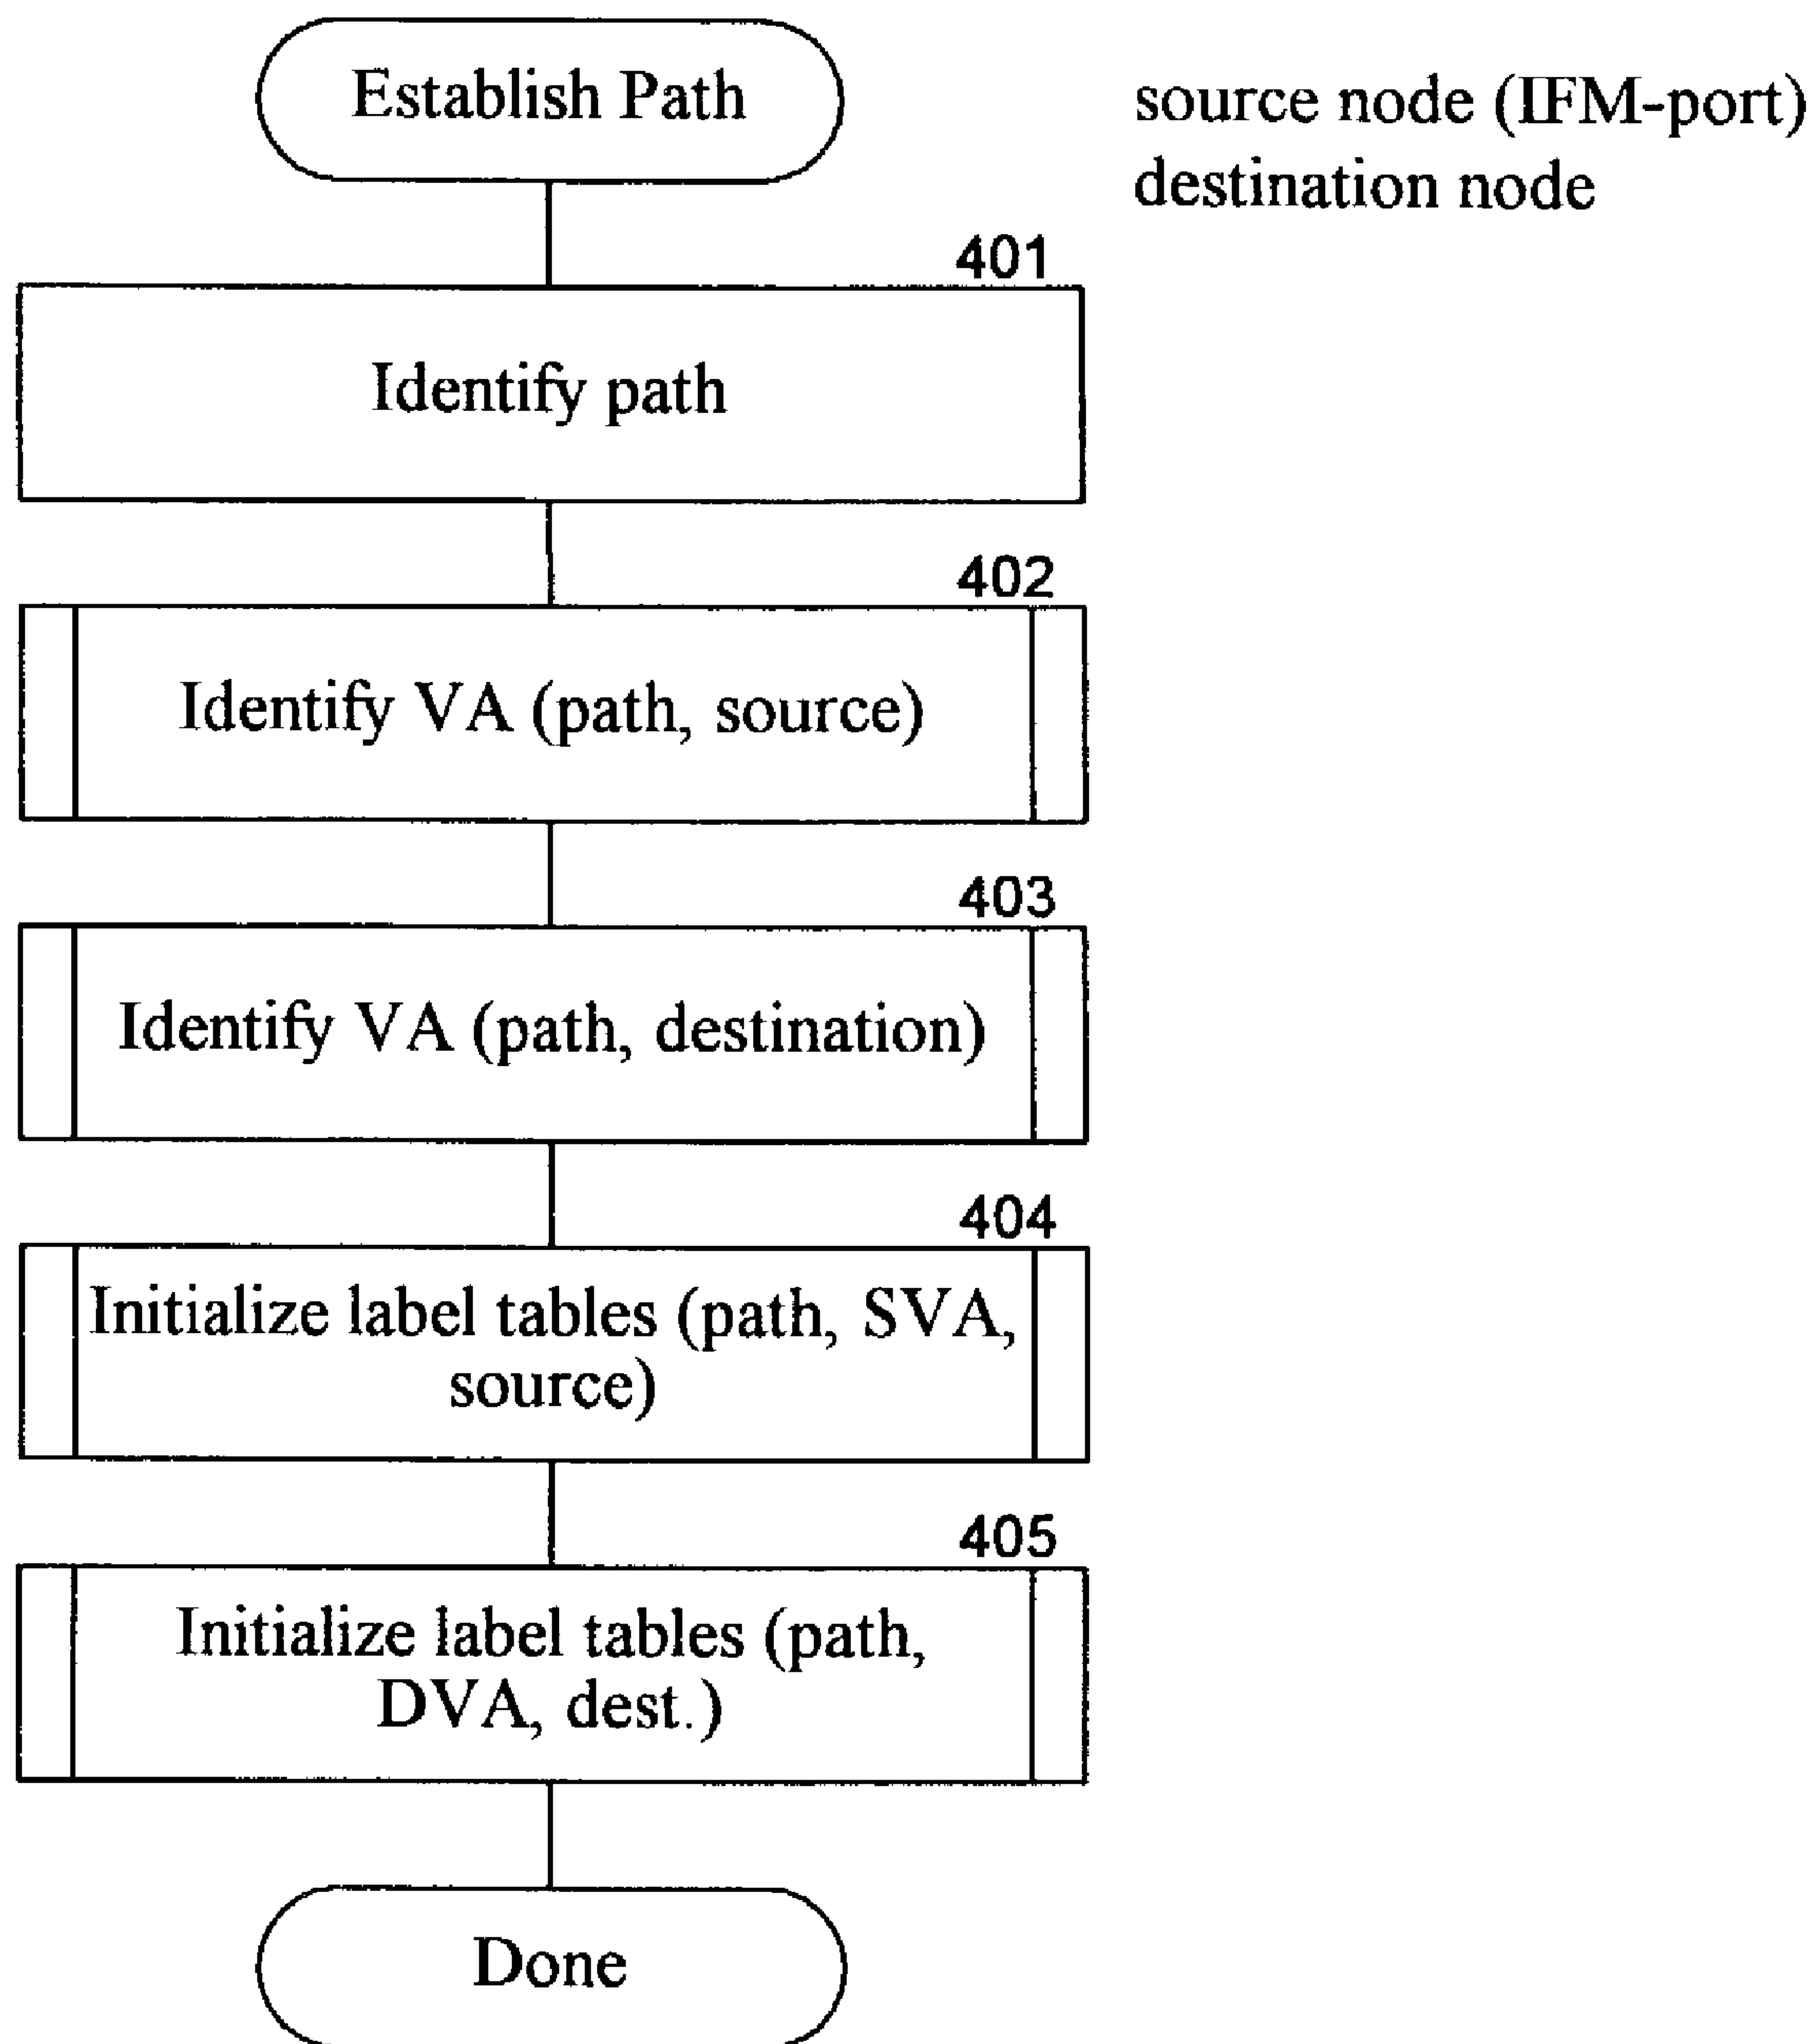 Establish Path
source node (IFM-port)
destination node
401
Identify path
402
Identify VA (path, source)
403
Identify VA (path, destination)
404
Initialize label tables (path, SVA,
source)
405
Initialize label tables (path,
DVA, dest.)
Done